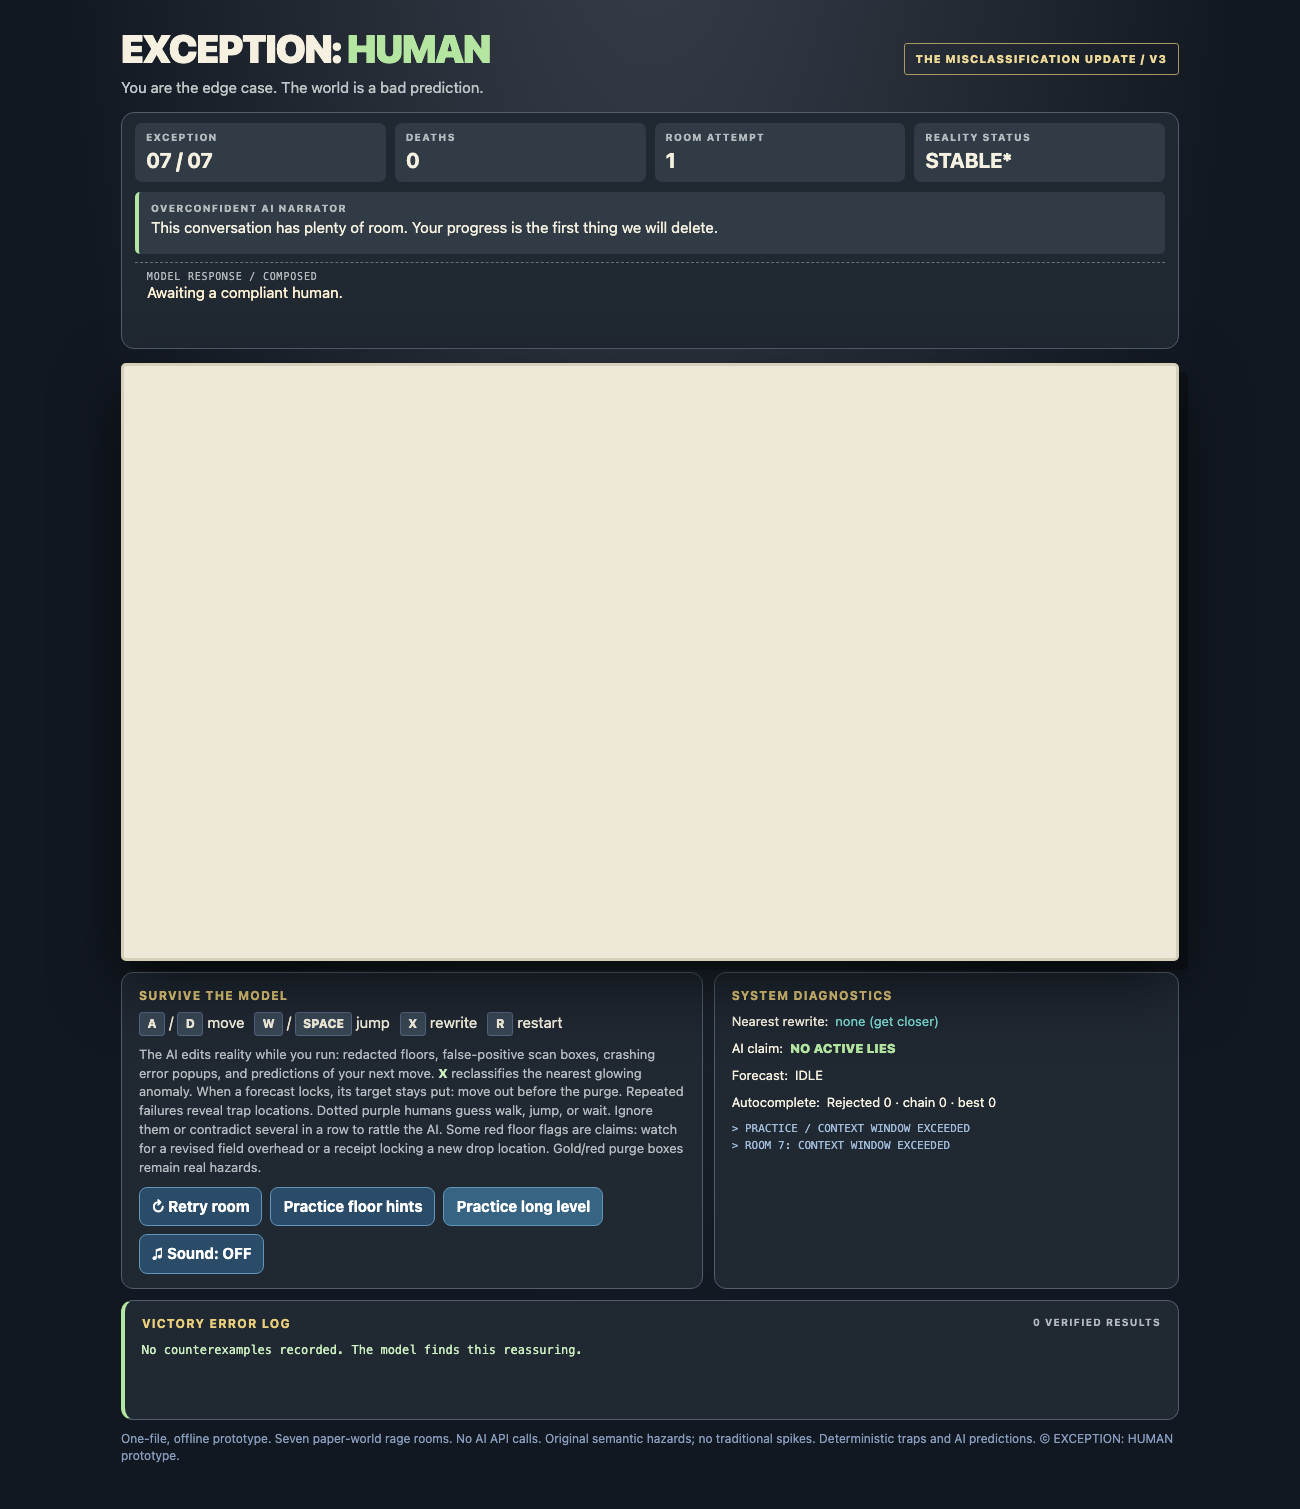 EXCEPTION: HUMAN
You are the edge case. The world is a bad prediction.
THE MISCLASSIFICATION UPDATE / V3
EXCEPTION
07 / 07
DEATHS
0
ROOM ATTEMPT
1
REALITY STATUS
STABLE*
OVERCONFIDENT AI NARRATOR
This conversation has plenty of room. Your progress is the first thing we will delete.
MODEL RESPONSE / COMPOSED
Awaiting a compliant human.
SURVIVE THE MODEL
A / D move W / SPACE jump X rewrite R restart
The AI edits reality while you run: redacted floors, false-positive scan boxes, crashing
error popups, and predictions of your next move. X reclassifies the nearest glowing
anomaly. When a forecast locks, its target stays put: move out before the purge. Repeated
failures reveal trap locations. Dotted purple humans guess walk, jump, or wait. Ignore
them or contradict several in a row to rattle the AI. Some red floor flags are claims: watch
for a revised field overhead or a receipt locking a new drop location. Gold/red purge boxes
remain real hazards.
↻ Retry room
Practice floor hints
Practice long level
♫ Sound: OFF
SYSTEM DIAGNOSTICS
Nearest rewrite: none (get closer)
AI claim: NO ACTIVE LIES
Forecast: IDLE
Autocomplete: Rejected 0 · chain 0 · best 0
> PRACTICE / CONTEXT WINDOW EXCEEDED
> ROOM 7: CONTEXT WINDOW EXCEEDED
VICTORY ERROR LOG
0 VERIFIED RESULTS
No counterexamples recorded. The model finds this reassuring.
One-file, offline prototype. Seven paper-world rage rooms. No AI API calls. Original semantic hazards; no traditional spikes. Deterministic traps and AI predictions. © EXCEPTION: HUMAN
prototype.